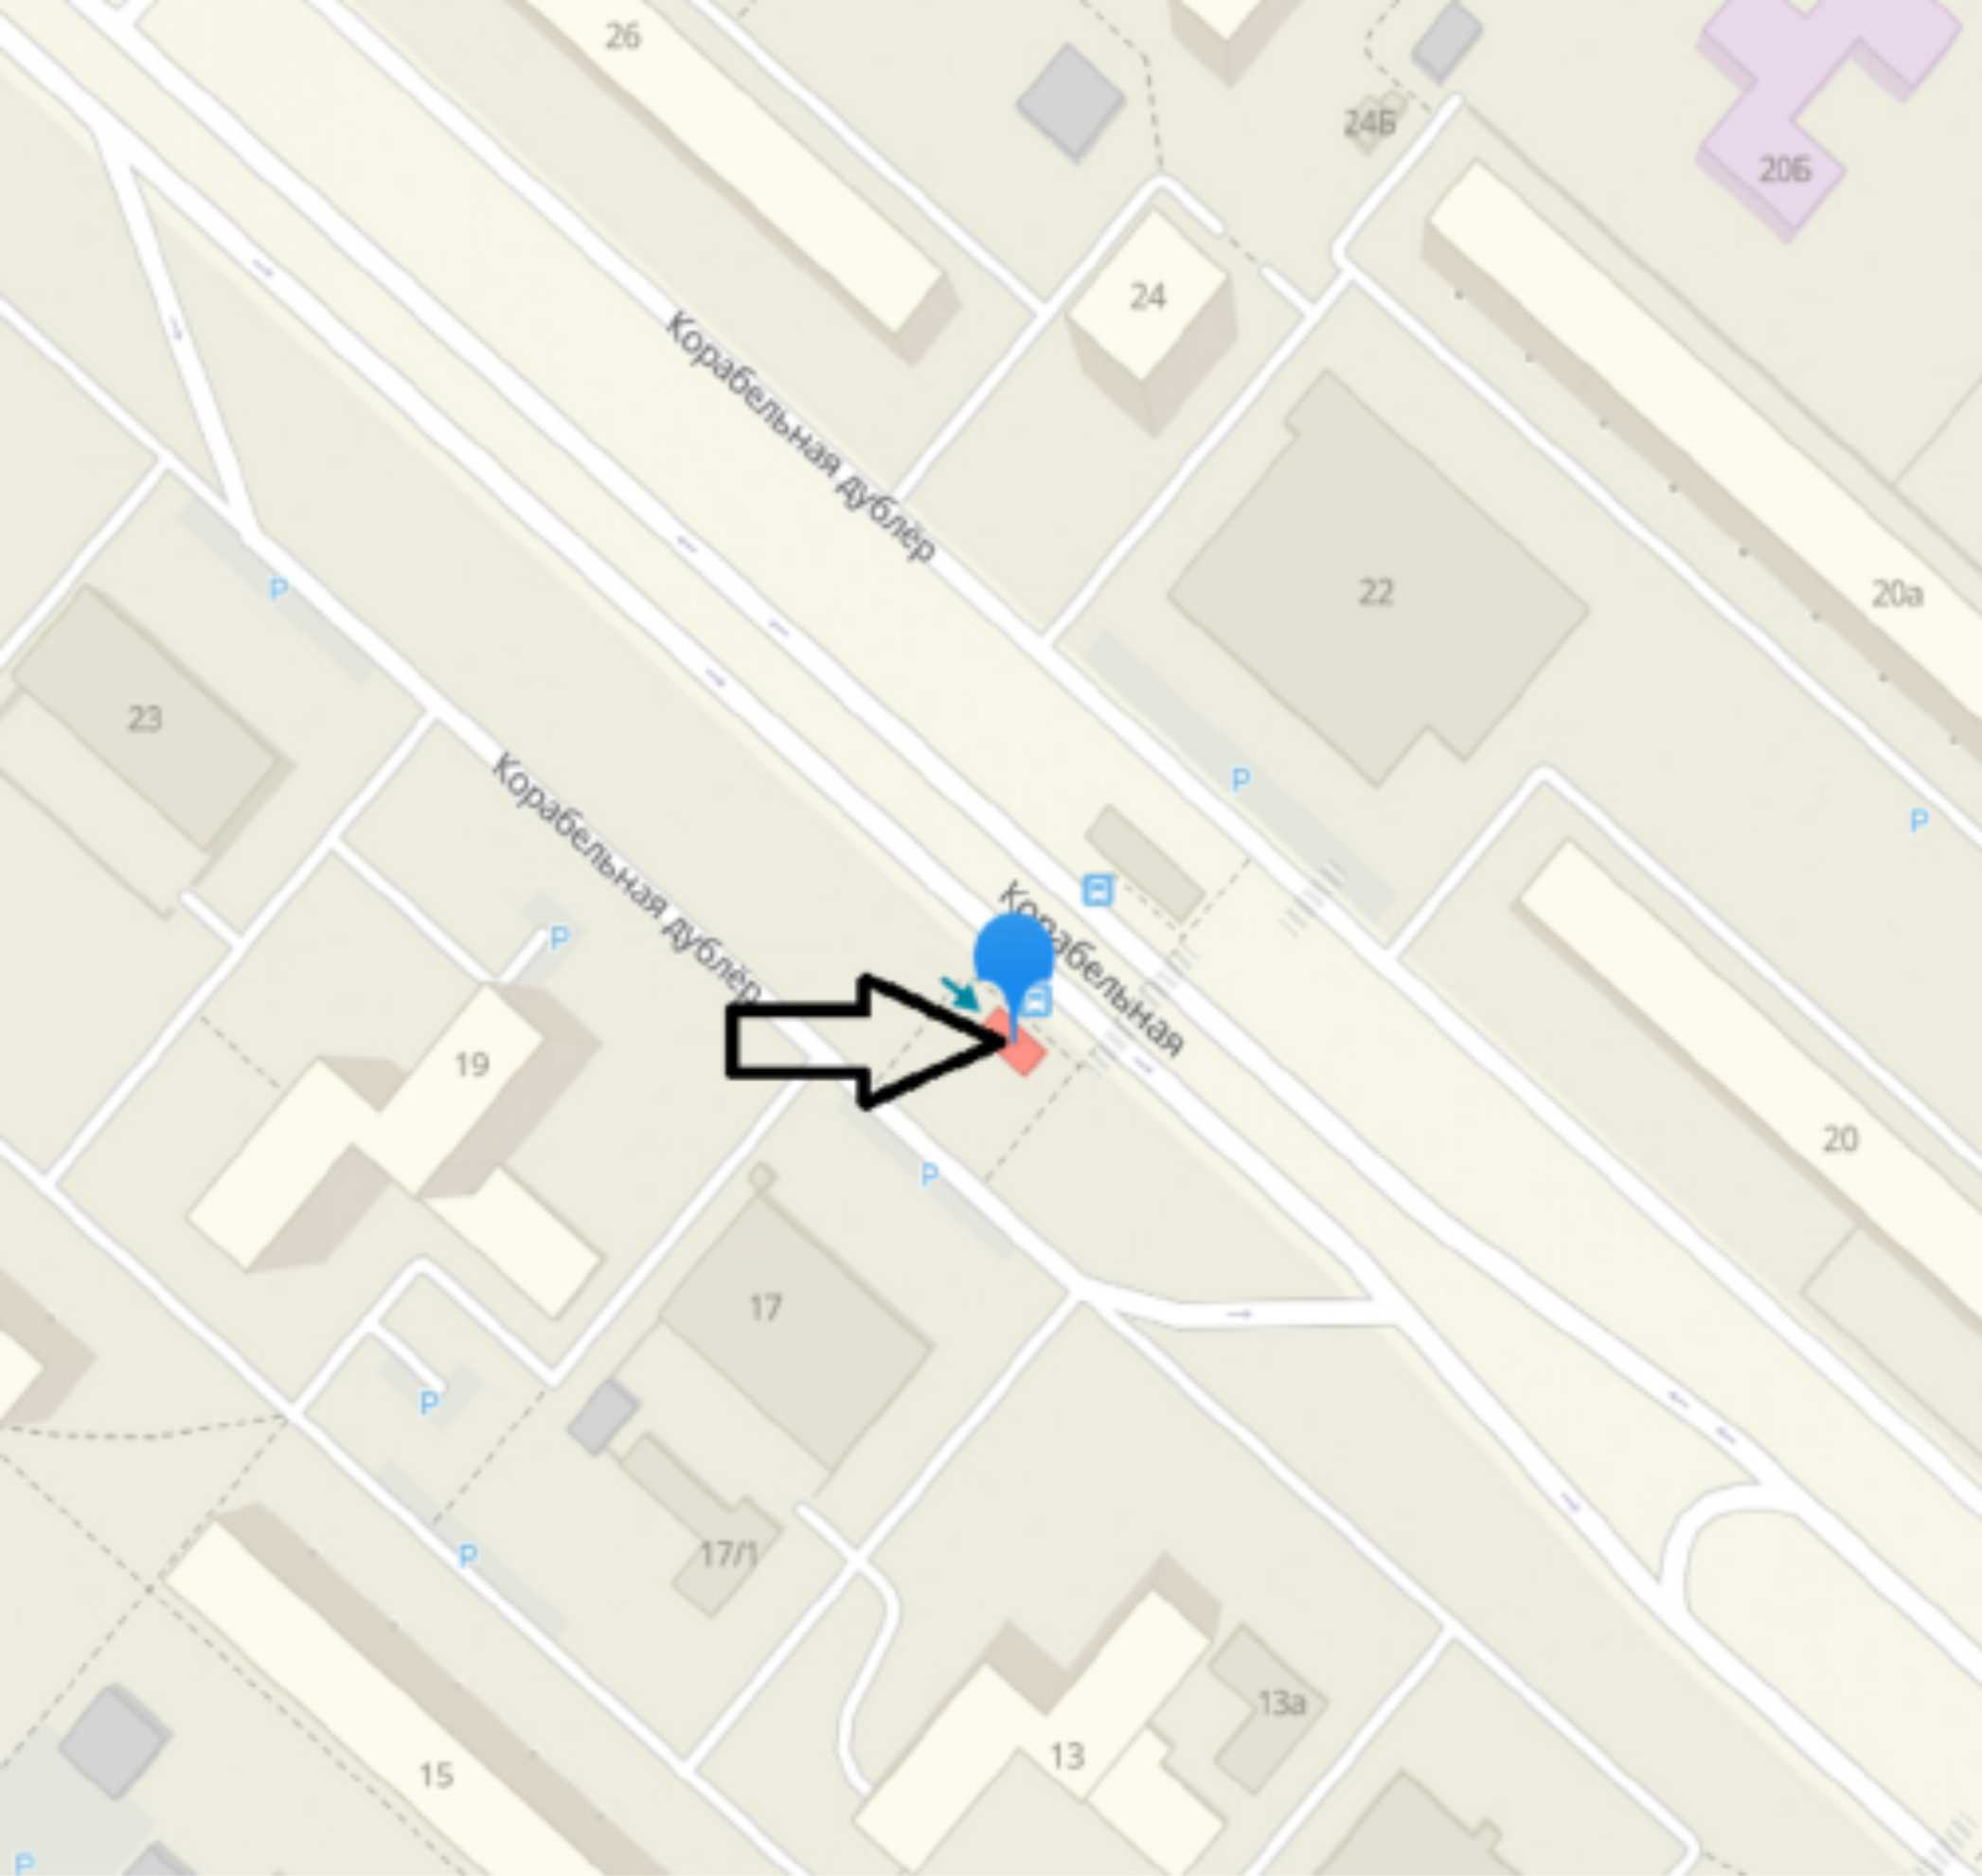 26
24Б
20Б
24
Корабельная дублёр
22
20а
P
23
P
P
Корабельная дублёр
Корабельная
P
19
20
P
17
P
17/1
P
13а
13
15
P